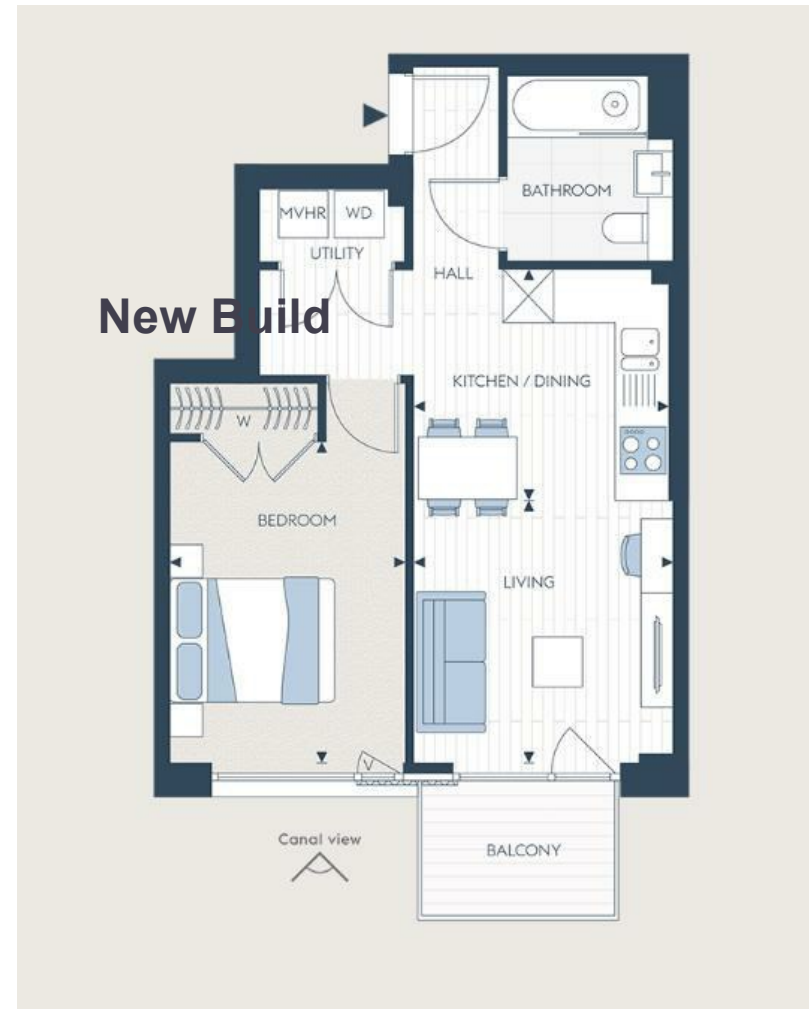 BATHROOM
MVHR WD
UTILITY
HALL
New Build
KITCHEN / DINING
W
BEDROOM
LIVING
V
Canal view
BALCONY